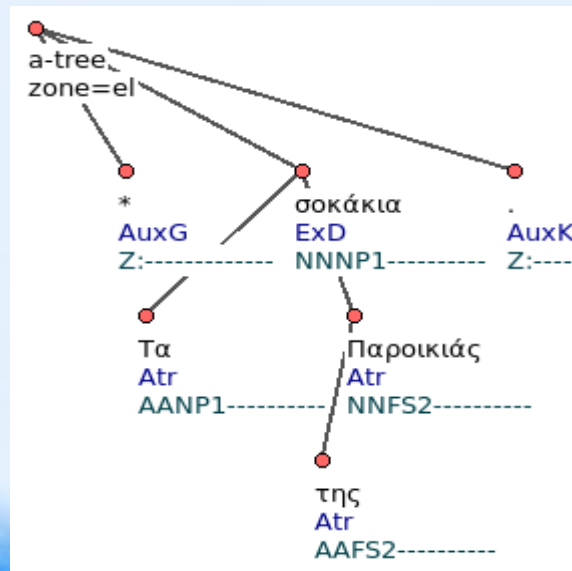 a-tree
zone=el
*
AuxG
Z:-------------
σοκάκια
ExD
NNNP1----------
.
AuxK
Z:----
Τα
Atr
AANP1----------
Παροικιάς
Atr
NNFS2----------
της
Atr
AAFS2----------